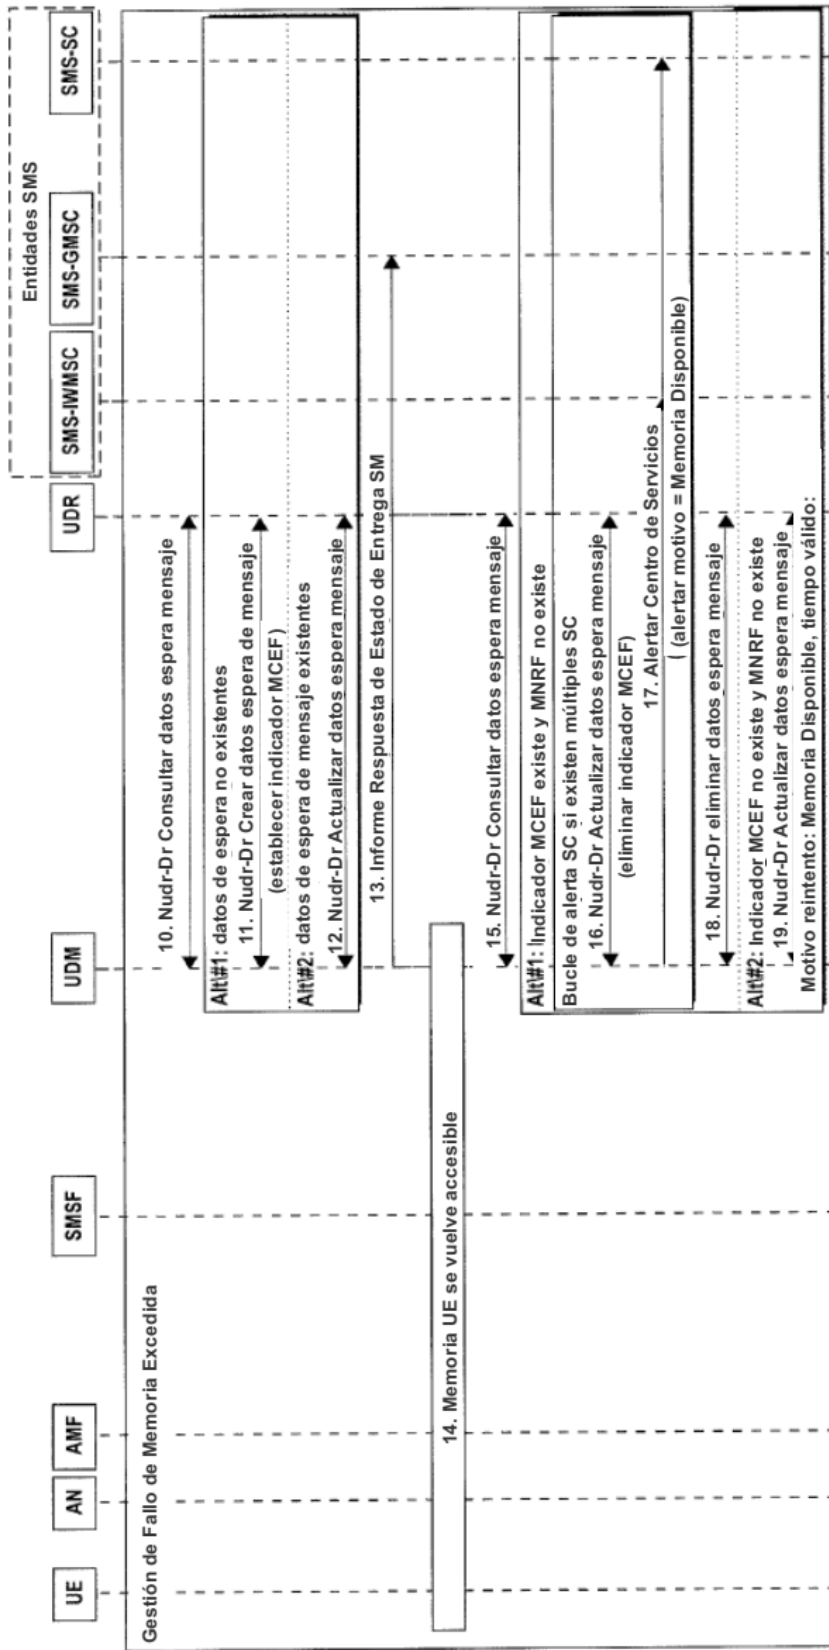 Entidades SMS
UE
AN
AMF
SMSF
UDM
UDR
SMS-IWMSC
SMS-GMSC
SMS-SC
Gestión de Fallo de Memoria Excedida
10. Nudr-Dr Consultar datos espera mensaje
Alt\#1: datos de espera no existentes
11. Nudr-Dr Crear datos espera de mensaje
(establecer indicador MCEF)
Alt\#2: datos de espera de mensaje existentes
12. Nudr-Dr Actualizar datos espera mensaje
13. Informe Respuesta de Estado de Entrega SM
14. Memoria UE se vuelve accesible
15. Nudr-Dr Consultar datos espera mensaje
Alt\#1: Indicador MCEF existe y MNRF no existe
Bucle de alerta SC si existen múltiples SC
16. Nudr-Dr Actualizar datos espera mensaje
(eliminar indicador MCEF)
17. Alertar Centro de Servicios
( (alertar motivo = Memoria Disponible)
18. Nudr-Dr eliminar datos espera mensaje
Alt\#2: Indicador MCEF no existe y MNRF no existe
19. Nudr-Dr Actualizar datos espera mensaje
Motivo reintento: Memoria Disponible, tiempo válido: